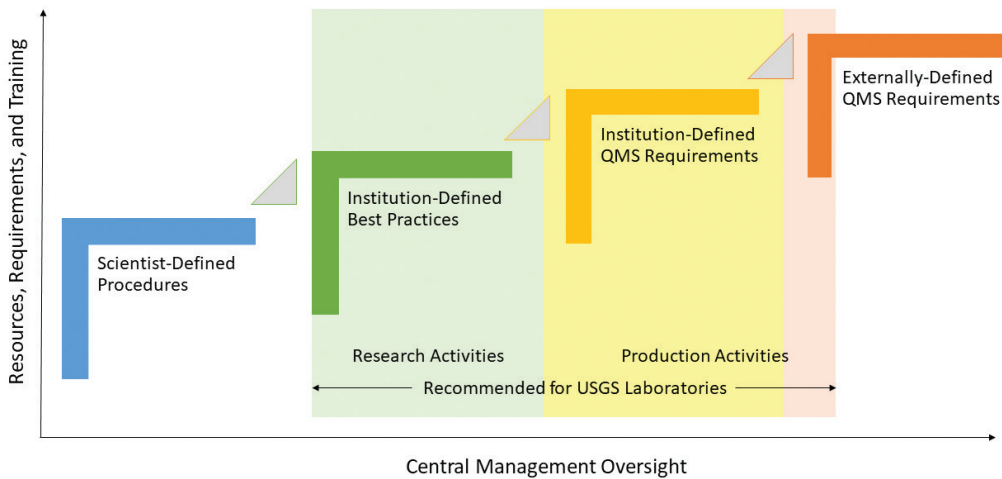 Resources, Requirements, and Training
Externally-Defined
QMS Requirements
Institution-Defined
QMS Requirements
Institution-Defined
Best Practices
Scientist-Defined
Procedures
Research Activities
Production Activities
Recommended for USGS Laboratories
Central Management Oversight